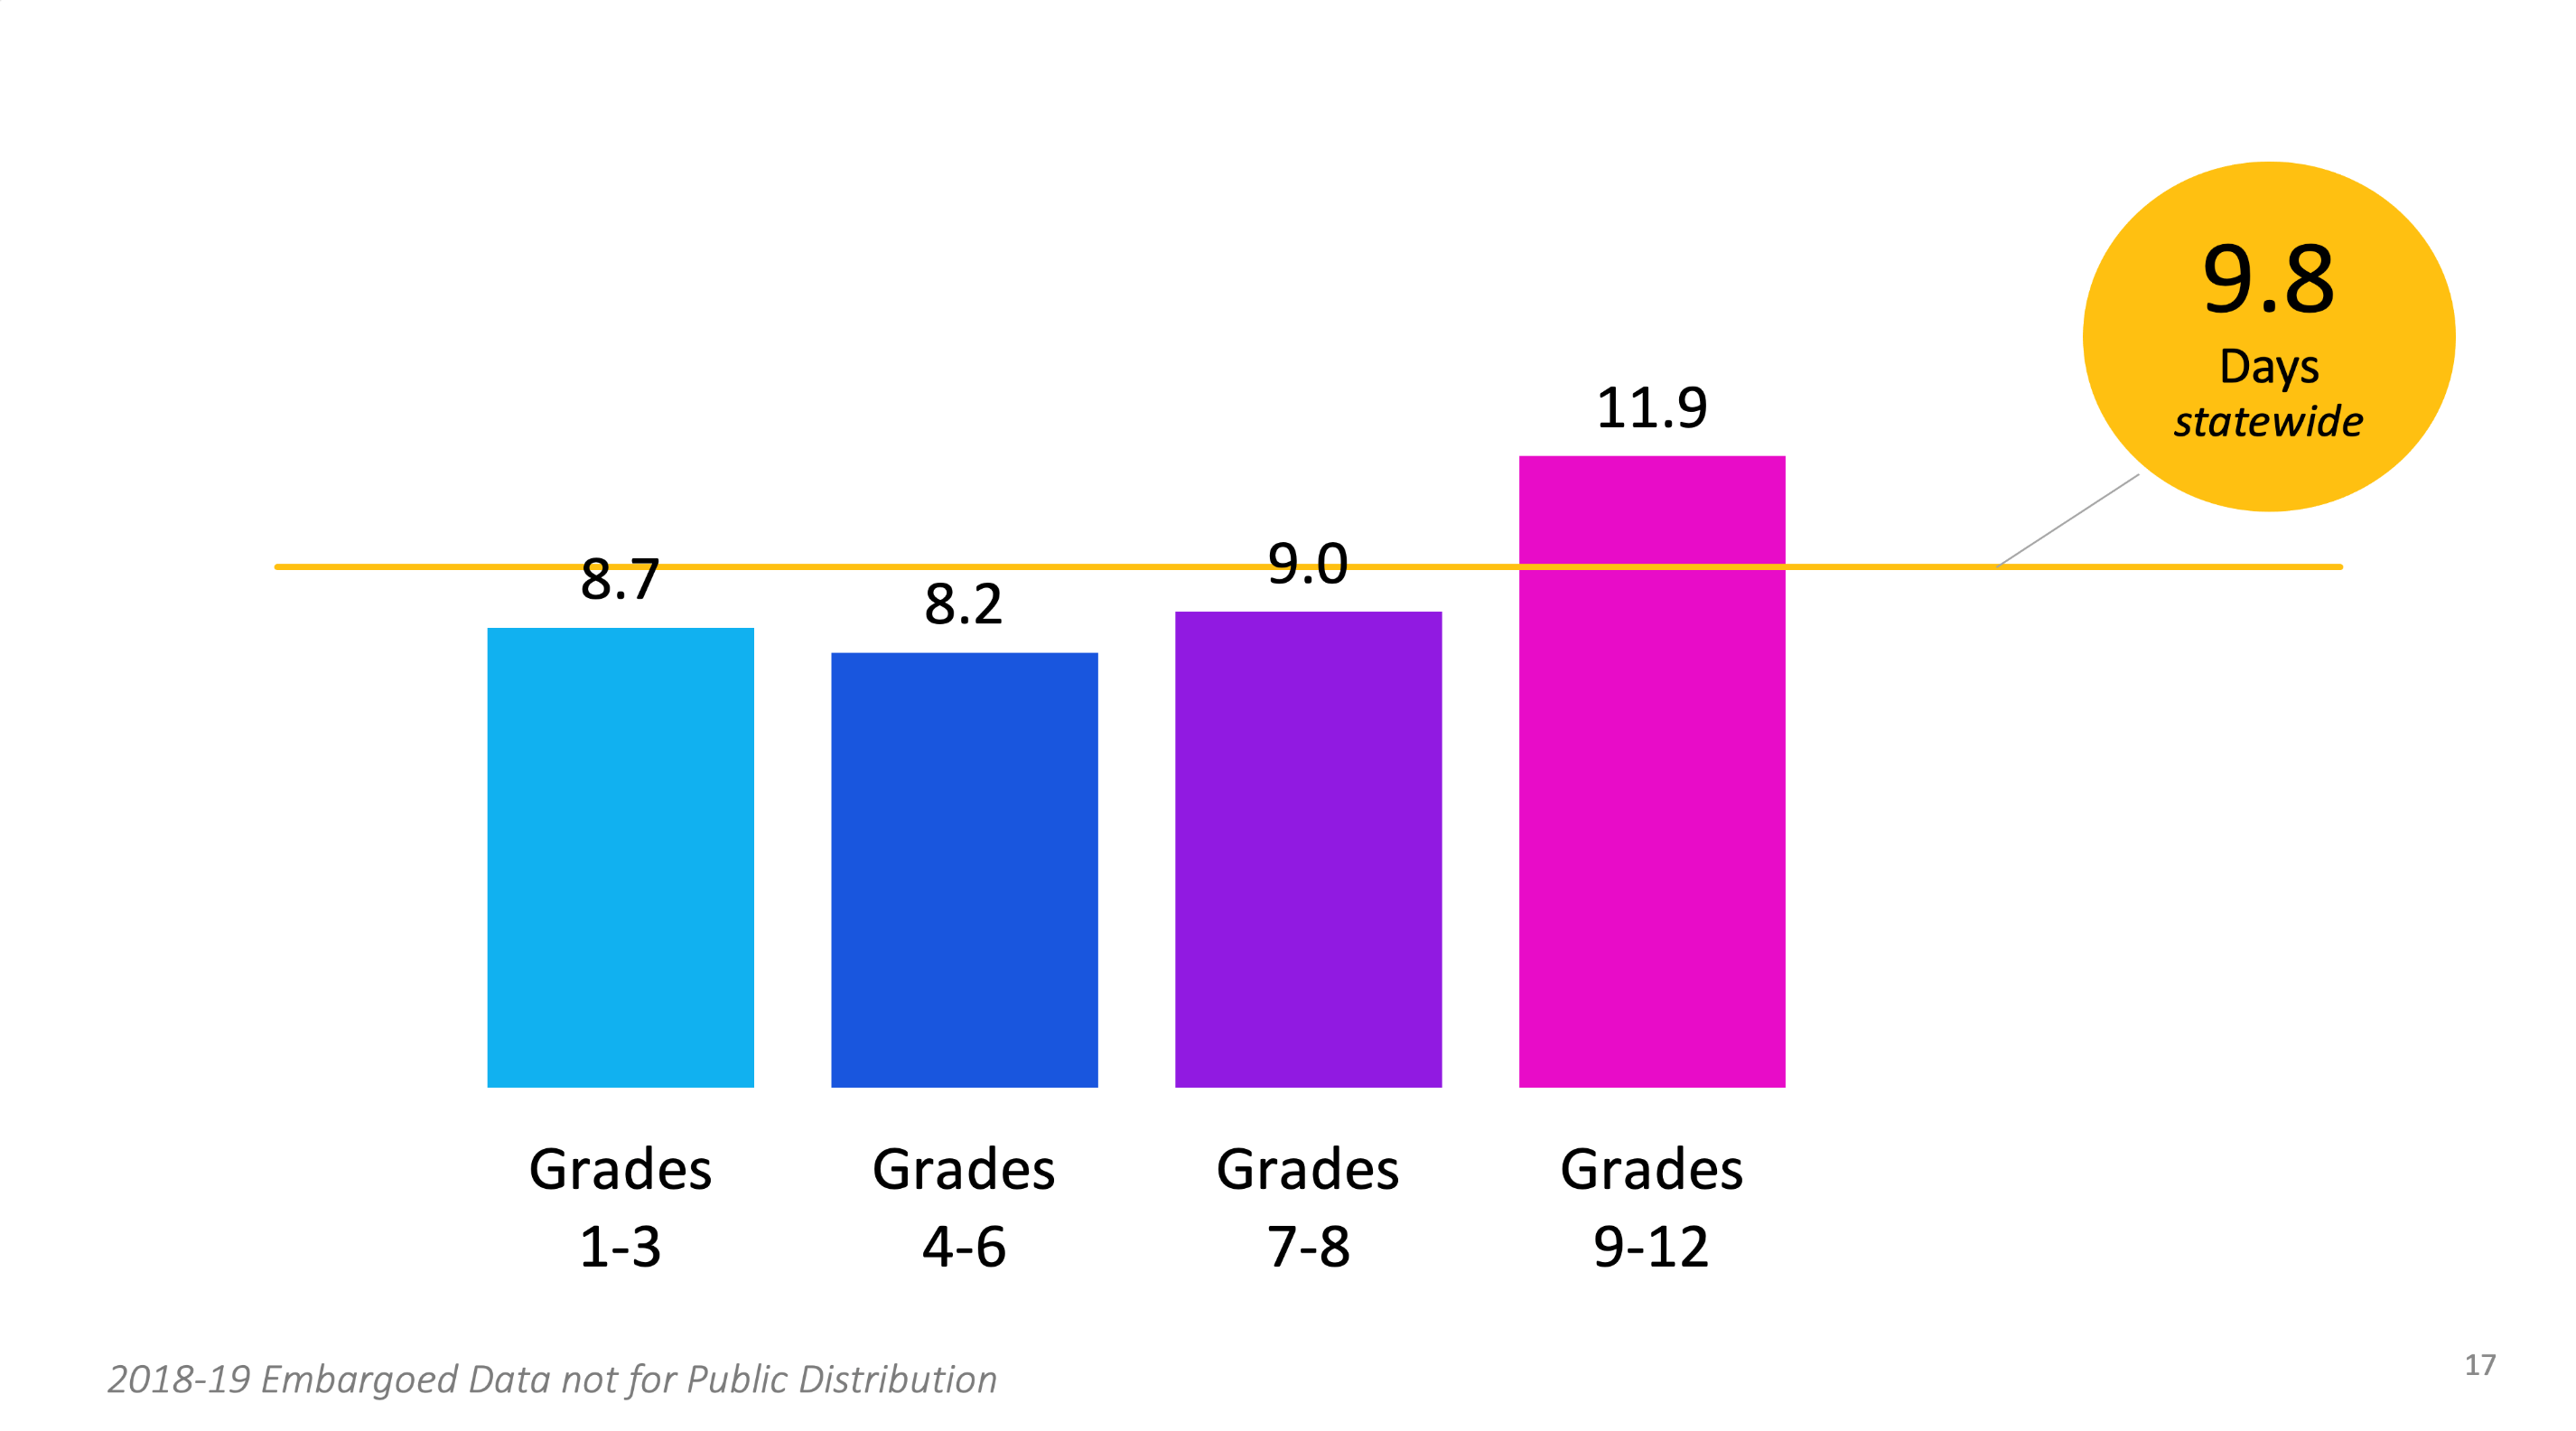 9.8
Days
statewide
11.9
8.7
8.2
9.0
Grades
1-3
Grades
4-6
Grades
7-8
Grades
9-12
2018-19 Embargoed Data not for Public Distribution
17